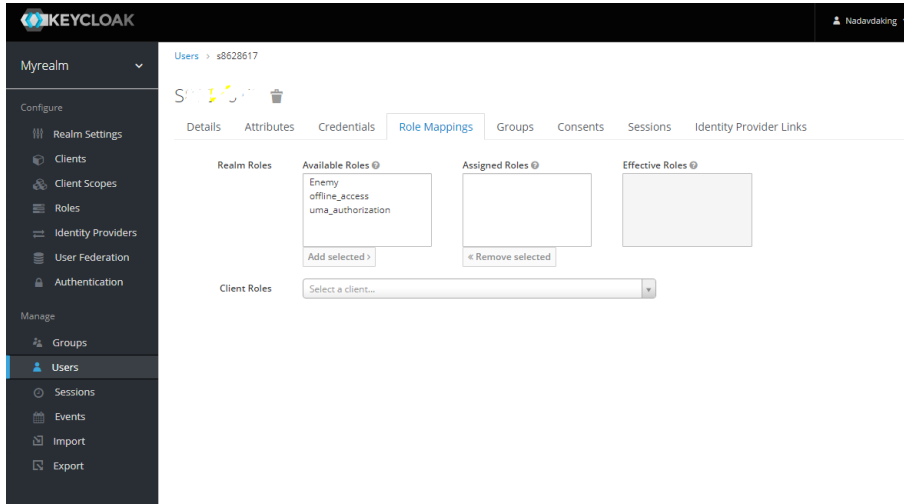 KEYCLOAK
Nadavdaking
Myrealm
Users > s8628617
Configure
Realm Settings
Clients
Client Scopes
Roles
Identity Providers
User Federation
Authentication
Manage
Groups
Users
Sessions
Events
Import
Export
Details Attributes Credentials Role Mappings Groups Consents Sessions Identity Provider Links
Realm Roles
Available Roles
Enemy
offline_access
uma_authorization
Add selected >
Assigned Roles
« Remove selected
Effective Roles
Client Roles
Select a client...